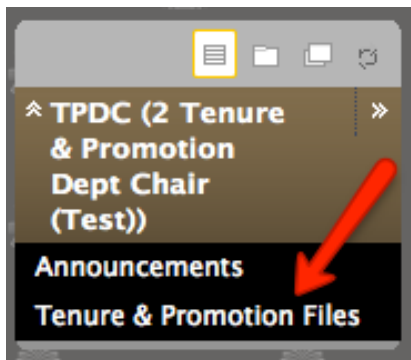 TPDC (2 Tenure
& Promotion
Dept Chair
(Test))
Announcements
Tenure & Promotion Files